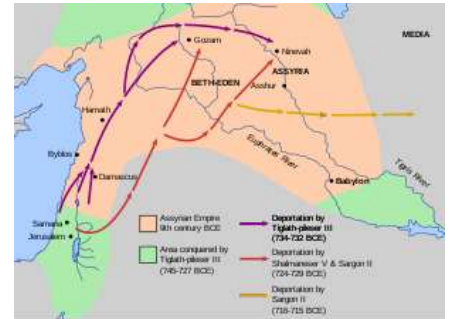 MEDIA
Gozam
Ninevah
BETH-EDEN
ASSYRIA
Asshur
Hamath
Byblos
Euphrates River
Tigris River
Damascus
Babylon
Samaria
Jerusalem
Assyrian Empire
9th century BCE
Area conquered by
Tiglath-pileser III
(745-727 BCE)
Deportation by
Tiglath-pileser III
(734-732 BCE)
Deportation by
Shalmaneser V & Sargon II
(724-729 BCE)
Deportation by
Sargon II
(716-715 BCE)